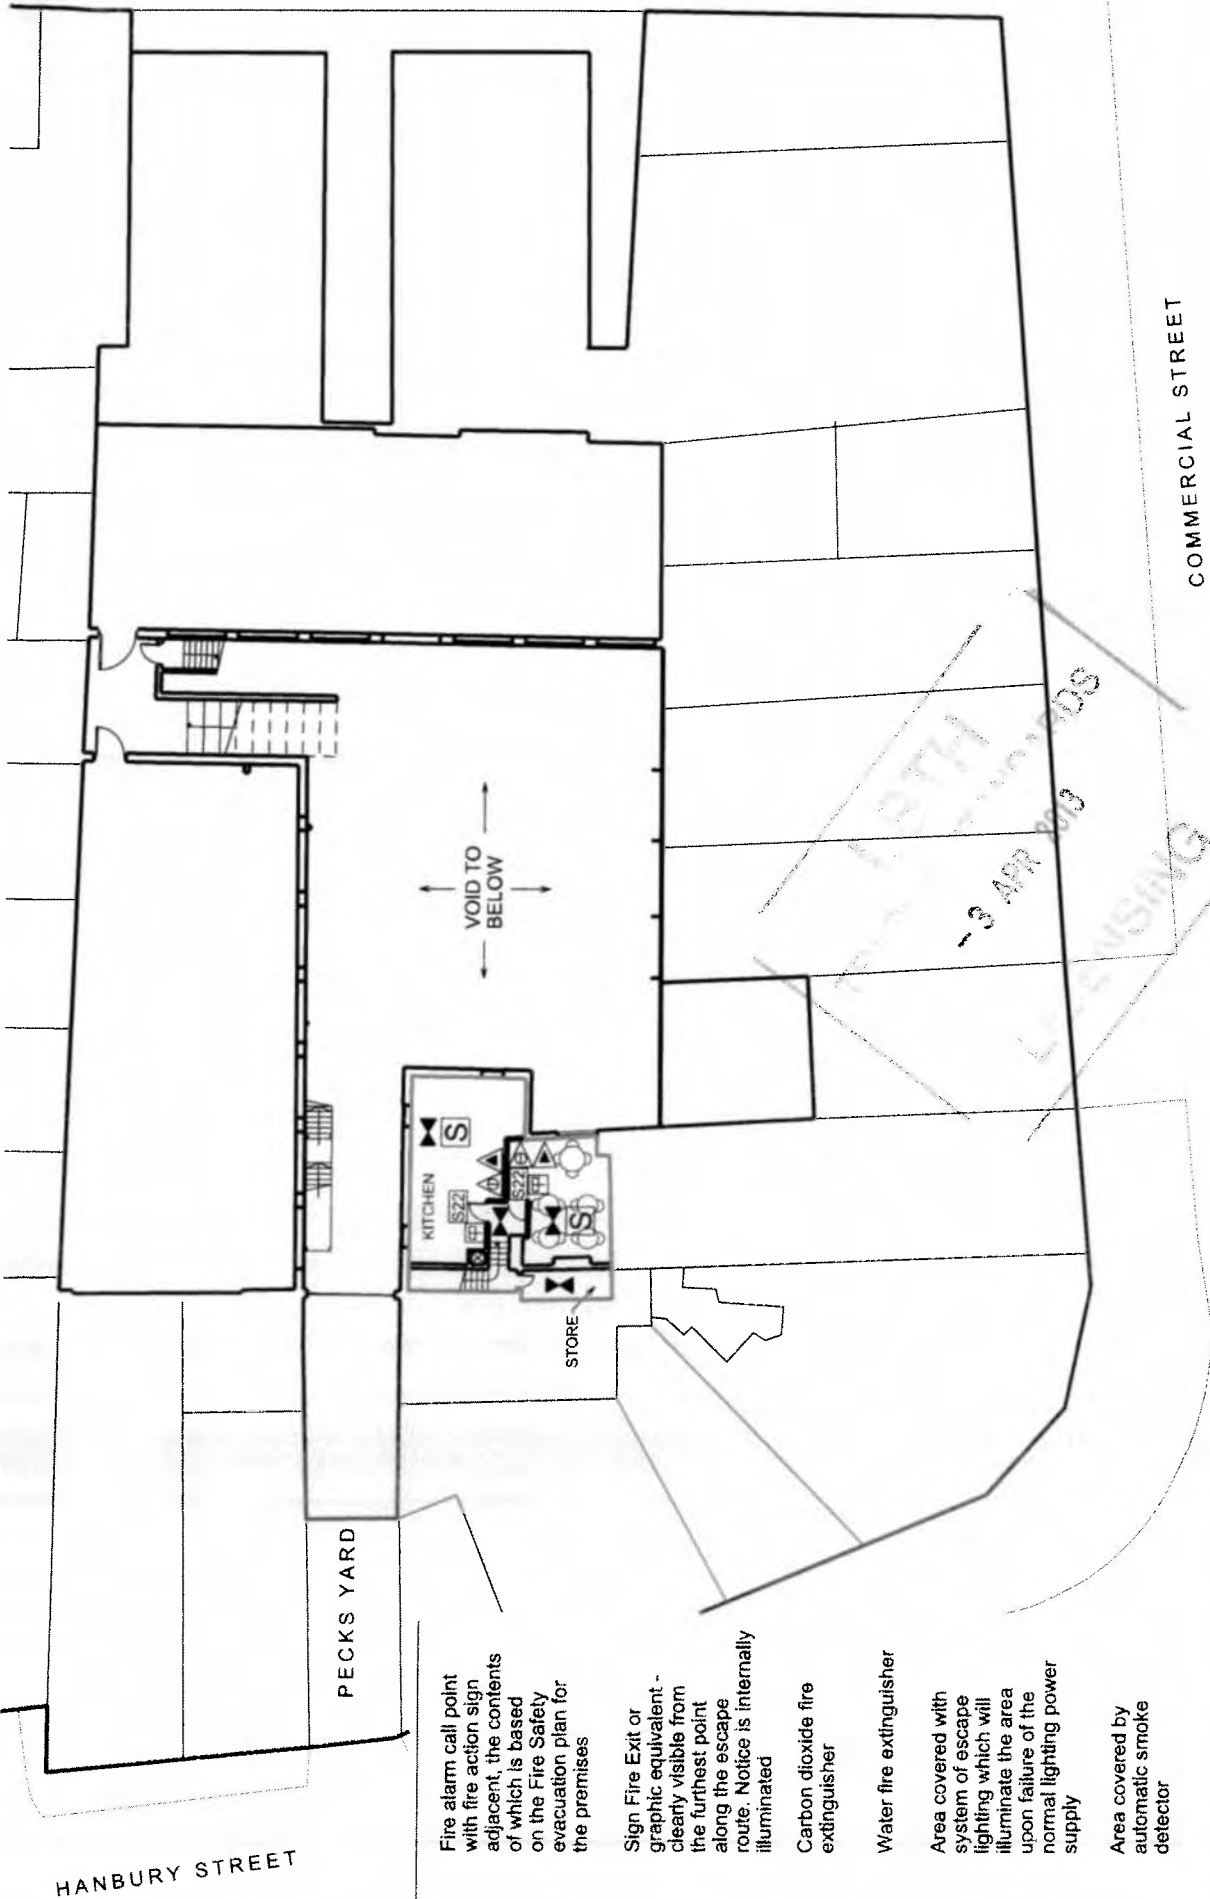 HANBURY STREET
PECKS YARD
COMMERCIAL STREET
VOID TO
BELOW
KITCHEN
S
S22
S22
S
STORE
- 3 APR 2013
LICENSING
Fire alarm call point
with fire action sign
adjacent, the contents
of which is based
on the Fire Safety
evacuation plan for
the premises
Sign Fire Exit or
graphic equivalent -
clearly visible from
the furthest point
along the escape
route. Notice is internally
illuminated
Carbon dioxide fire
extinguisher
Water fire extinguisher
Area covered with
system of escape
lighting which will
illuminate the area
upon failure of the
normal lighting power
supply
Area covered by
automatic smoke
detector